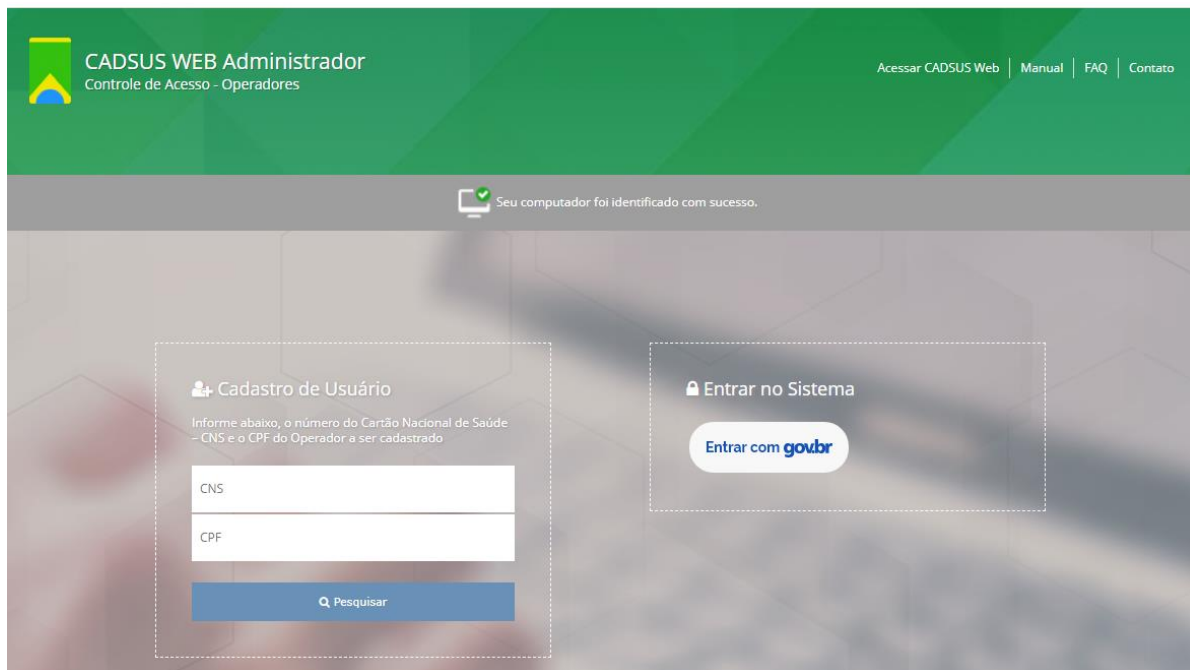 CADSUS WEB Administrador
Controle de Acesso - Operadores
Acessar CADSUS Web | Manual | FAQ | Contato
Seu computador foi identificado com sucesso.
Cadastro de Usuário
Informe abaixo, o número do Cartão Nacional de Saúde
– CNS e o CPF do Operador a ser cadastrado
CNS
CPF
Pesquisar
Entrar no Sistema
Entrar com gov.br